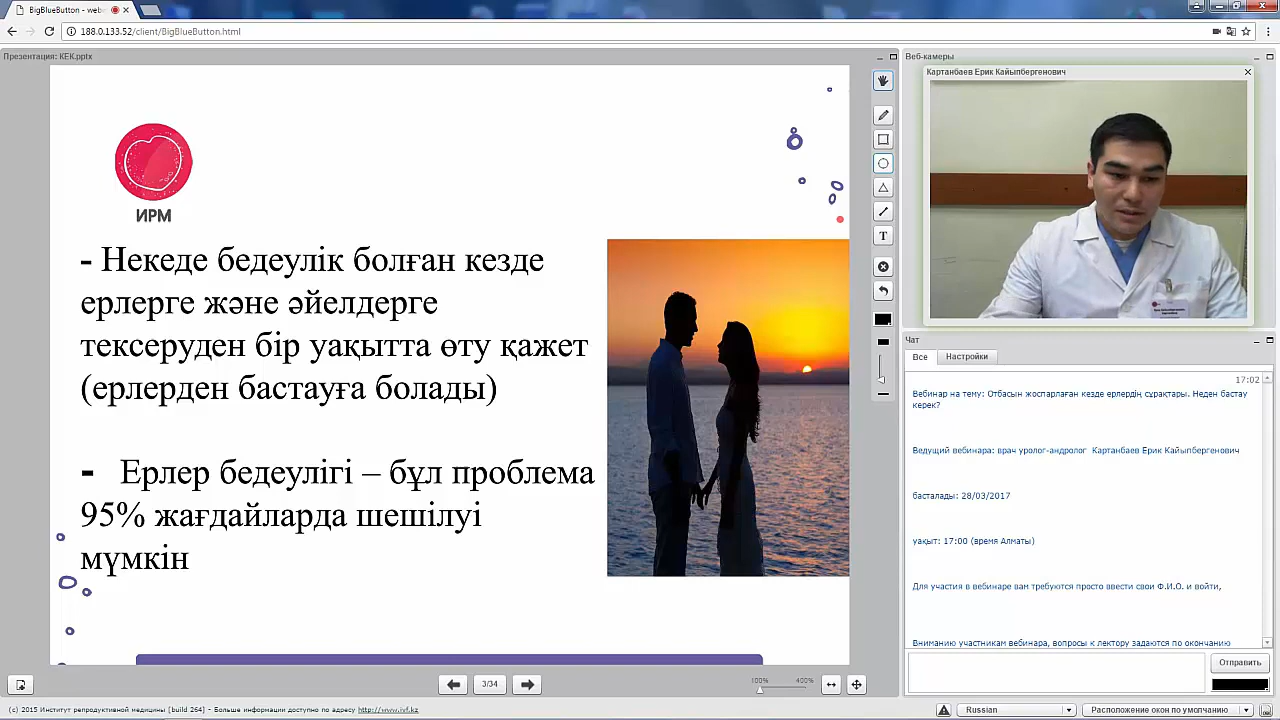 BigBlueButton - web
188.0.133.52/client/BigBlueButton.html
Презентация: КЕК.pptx
ИРМ
- Некеде бедеулік болған кезде
ерлерге және әйелдерге
тексеруден бір уақытта өту қажет
(ерлерден бастауға болады)
- Ерлер бедеулігі – бұл проблема
95% жағдайларда шешілуі
мүмкін
T
3/34
100%
400%
Веб-камеры
Картанбаев Ерик Кайыпбергенович
Чат
Все
Настройки
17:02
Вебинар на тему: Отбасын жоспарлаған кезде ерлердің сұрақтары. Неден бастау
керек?
Ведущий вебинара: врач уролог-андролог Картанбаев Ерик Кайыпбергенович
басталады: 28/03/2017
уақыт: 17:00 (время Алматы)
Для участия в вебинаре вам требуются просто ввести свои Ф.И.О. и войти,
Вниманию участникам вебинара, вопросы к лектору задаются по окончанию
Отправить
(c) 2015 Институт репродуктивной медицины [build 264] - Больше информации доступно по адресу http://www.ivf.kz
Russian
Расположение окон по умолчанию